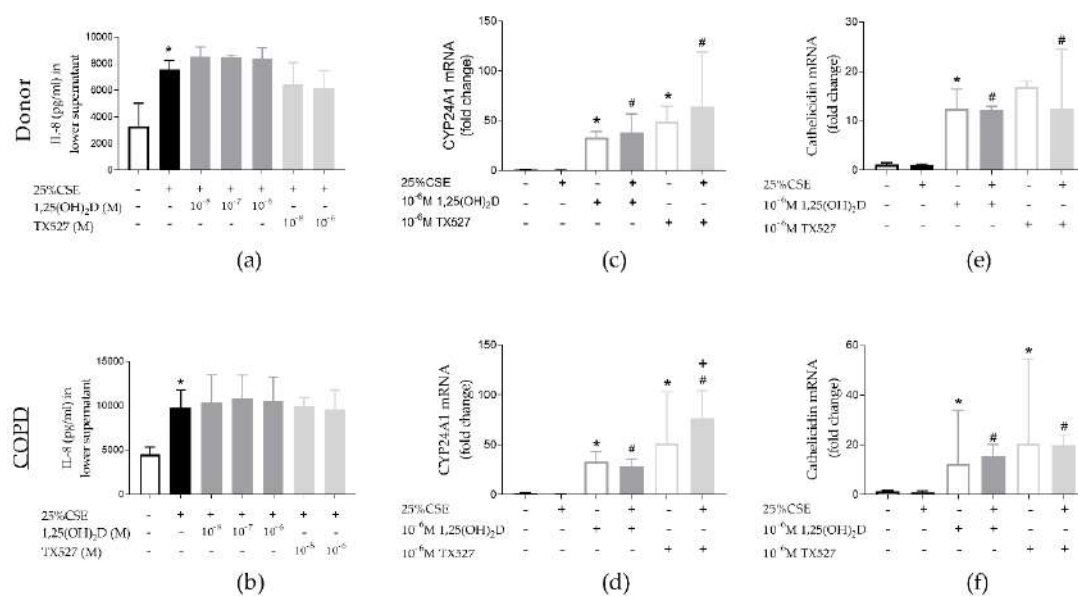 Donor
IL-8 (pg/ml) in
lower supernatant
10000
8000
6000
4000
2000
0
*
25%CSE - + + + + + +
1,25(OH)₂D (M) 10⁻⁸ 10⁻⁷ 10⁻⁶
TX527 (M) 10⁻⁸ 10⁻⁶
(a)
CYP24A1 mRNA
(fold change)
150
100
50
0
* # * #
25%CSE - + - + - +
10⁻⁶M 1,25(OH)₂D - - + + - -
10⁻⁶M TX527 - - - - + +
(c)
Cathelicidin mRNA
(fold change)
30
20
10
0
* # #
25%CSE - + - + - +
10⁻⁶M 1,25(OH)₂D - - + + - -
10⁻⁶M TX527 - - - - + +
(e)
COPD
IL-8 (pg/ml) in
lower supernatant
15000
10000
5000
0
*
25%CSE - + + + + + +
1,25(OH)₂D (M) 10⁻⁸ 10⁻⁷ 10⁻⁶
TX527 (M) 10⁻⁸ 10⁻⁶
(b)
CYP24A1 mRNA
(fold change)
150
100
50
0
* # * + #
25%CSE - + - + - +
10⁻⁶M 1,25(OH)₂D - - + + - -
10⁻⁶M TX527 - - - - + +
(d)
Cathelicidin mRNA
(fold change)
60
40
20
0
* # * #
25%CSE - + - + - +
10⁻⁶M 1,25(OH)₂D - - + + - -
10⁻⁶M TX527 - - - - + +
(f)